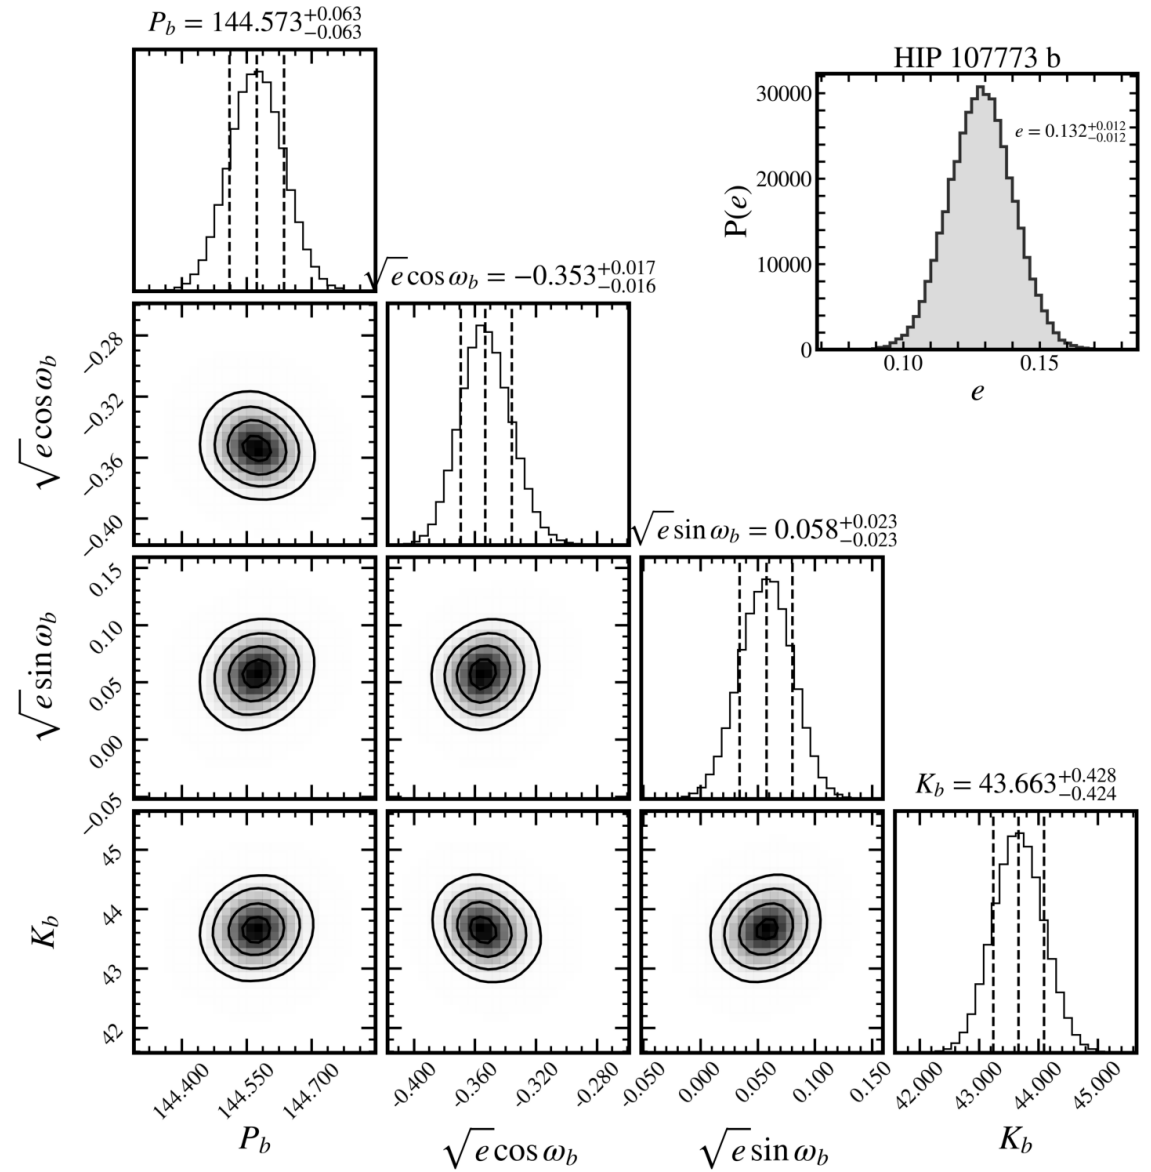 P_b = 144.573^{+0.063}_{-0.063}
HIP 107773 b
30000
20000
10000
0
P(e)
e = 0.132^{+0.012}_{-0.012}
0.10 0.15
e
√e cos ω_b = −0.353^{+0.017}_{-0.016}
√e cos ω_b
-0.28
-0.32
-0.36
-0.40
√e sin ω_b = 0.058^{+0.023}_{-0.023}
√e sin ω_b
0.15
0.10
0.05
0.00
-0.05
K_b = 43.663^{+0.428}_{-0.424}
K_b
45
44
43
42
144.400 144.550 144.700
-0.400 -0.360 -0.320 -0.280
-0.050 0.000 0.050 0.100 0.150
42.000 43.000 44.000 45.000
P_b
√e cos ω_b
√e sin ω_b
K_b